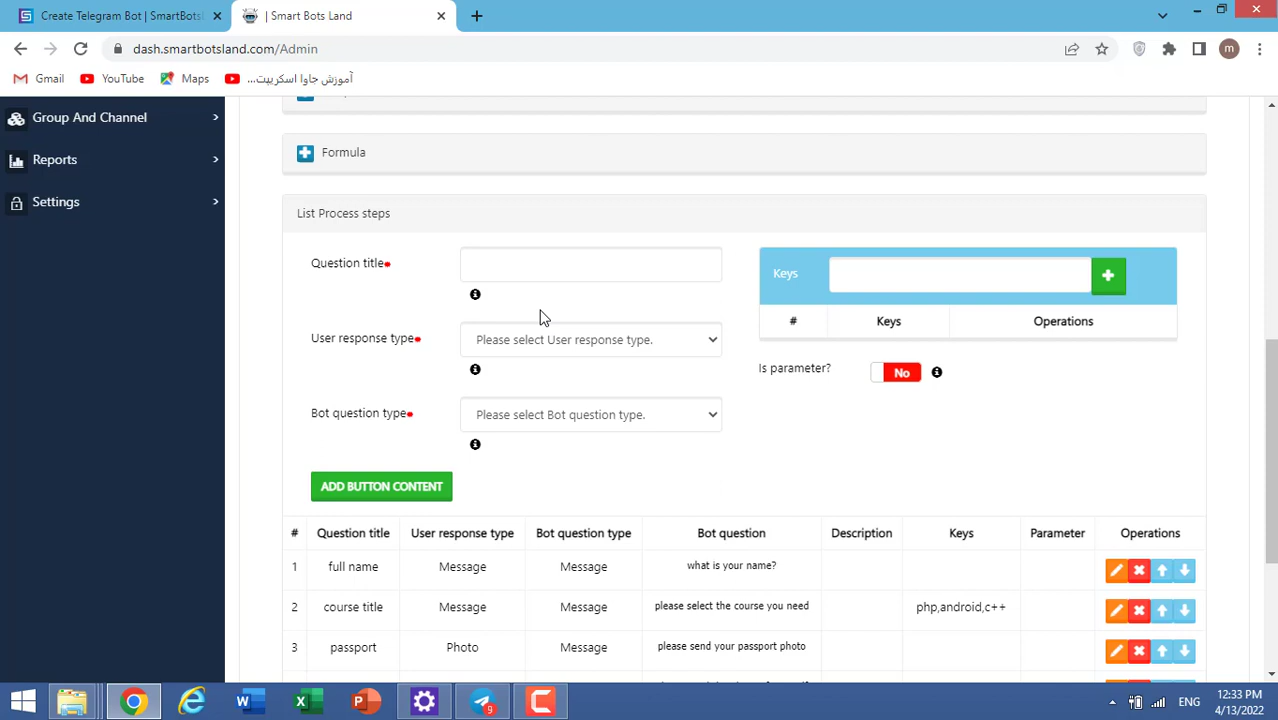 Create Telegram Bot | SmartBots
| Smart Bots Land
dash.smartbotsland.com/Admin
m
Gmail
YouTube
Maps
آموزش جاوا اسکریپت...
Group And Channel
Reports
Settings
Formula
List Process steps
Question title
User response type
Please select User response type.
Bot question type
Please select Bot question type.
Keys
# Keys Operations
Is parameter? No
ADD BUTTON CONTENT
# Question title User response type Bot question type Bot question Description Keys Parameter Operations
1 full name Message Message what is your name?
2 course title Message Message please select the course you need php,android,c++
3 passport Photo Message please send your passport photo
9
ENG
12:33 PM
4/13/2022